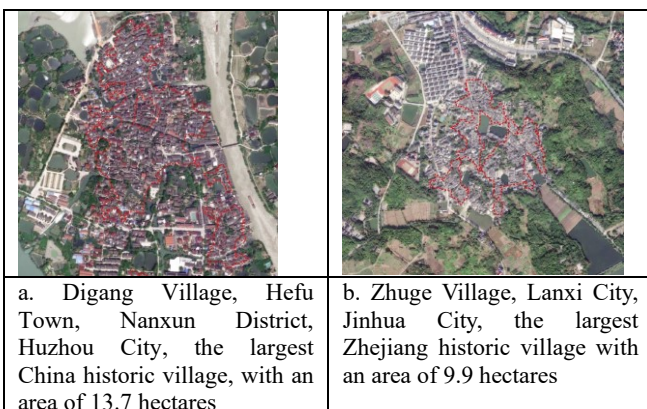 a. Digang Village, Hefu
Town, Nanxun District,
Huzhou City, the largest
China historic village, with an
area of 13.7 hectares
b. Zhuge Village, Lanxi City,
Jinhua City, the largest
Zhejiang historic village with
an area of 9.9 hectares